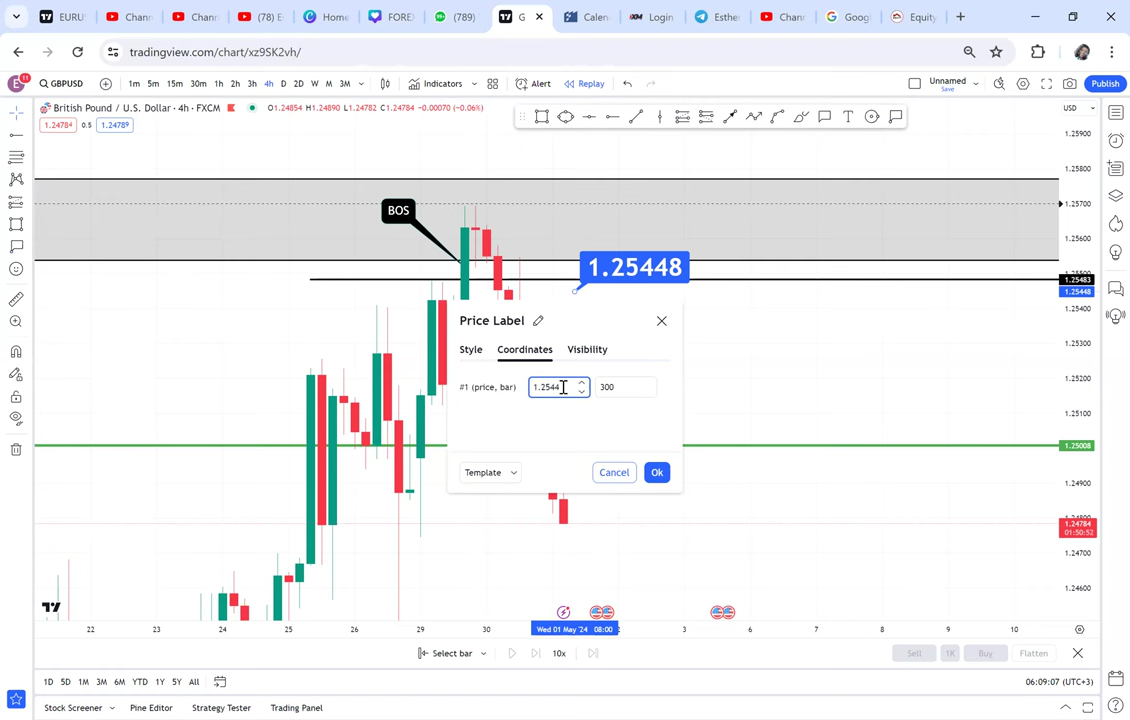 EURUS
Chann
Chann
(78) E
Home
FORE
(789)
G
Calen
Login
Esther
Chann
Goog
Equity
tradingview.com/chart/xz9SK2vh/
E 11 GBPUSD 1m 5m 15m 30m 1h 2h 3h 4h D 2D W M 3M Indicators Alert Replay Unnamed Save Publish
British Pound / U.S. Dollar · 4h · FXCM O1.24854 H1.24890 L1.24782 C1.24784 -0.00070 (-0.06%) USD
1.24784 0.5 1.24789
1.25900
1.25800
1.25700
BOS
1.25600
1.25448
1.25483
1.25448
1.25400
Price Label
1.25300
Style Coordinates Visibility
1.25200
#1 (price, bar) 1.2544 300
1.25100
1.25008
Template Cancel Ok
1.24900
1.24784
01:50:52
1.24700
1.24600
22 23 24 25 26 29 30 Wed 01 May '24 08:00 2 3 6 7 8 9 10
Select bar 10x Sell 1K Buy Flatten
1D 5D 1M 3M 6M YTD 1Y 5Y All 06:09:07 (UTC+3)
Stock Screener Pine Editor Strategy Tester Trading Panel